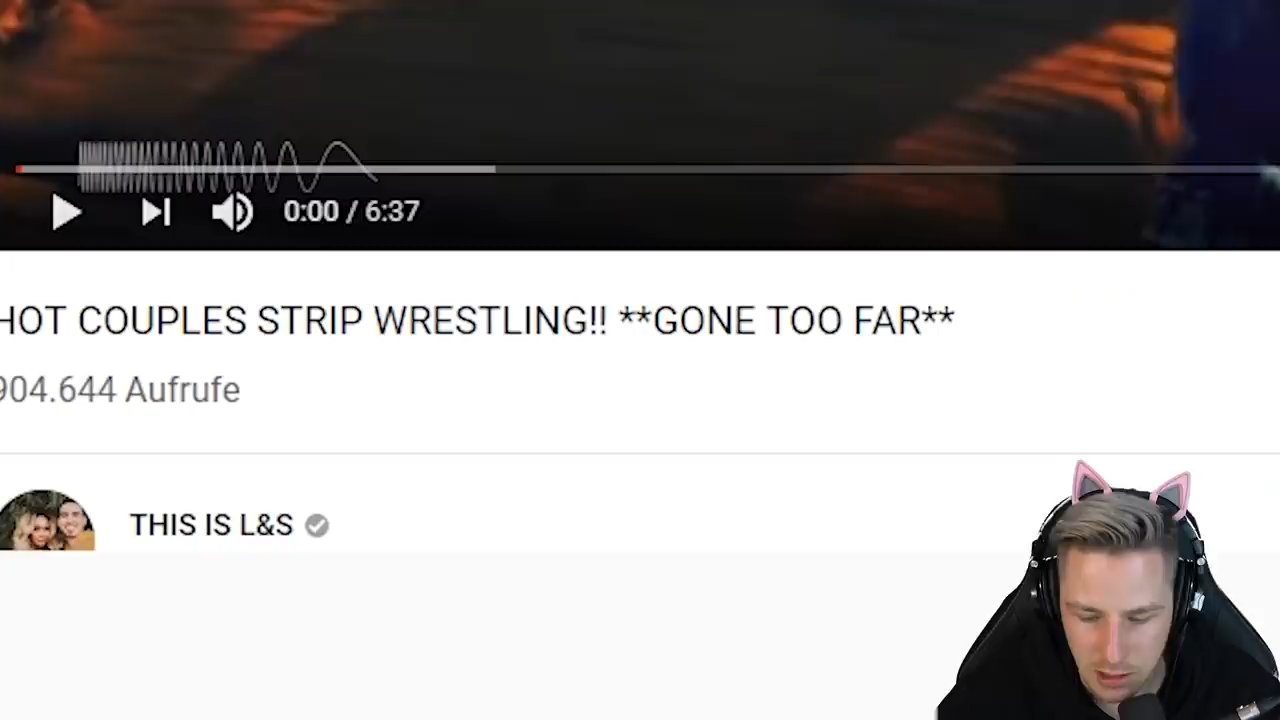 0:00 / 6:37
HOT COUPLES STRIP WRESTLING!! **GONE TOO FAR**
904.644 Aufrufe
THIS IS L&S